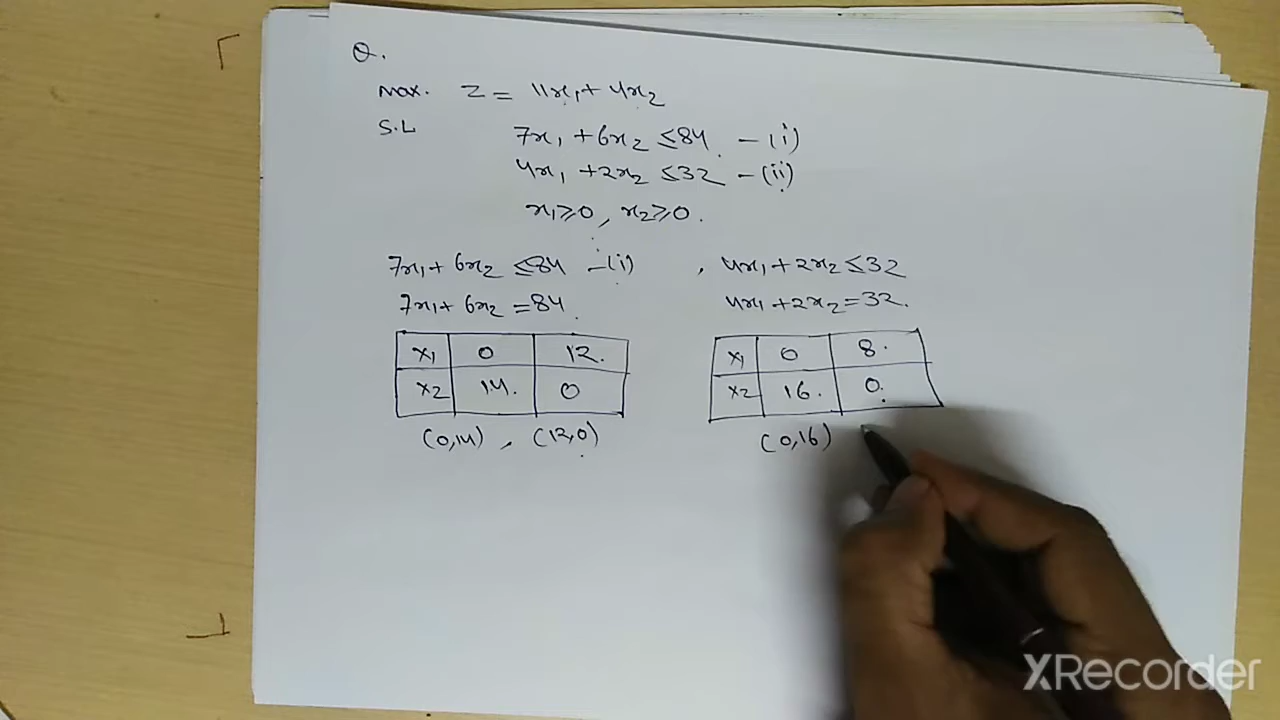 Q.
max. Z = 11x₁ + 4x₂
S.t
7x₁ + 6x₂ ≤ 84 - (i)
4x₁ + 2x₂ ≤ 32 - (ii)
x₁ ≥ 0, x₂ ≥ 0.
7x₁ + 6x₂ ≤ 84 - (i) , 4x₁ + 2x₂ ≤ 32
7x₁ + 6x₂ = 84. 4x₁ + 2x₂ = 32.
x₁ 0 12. x₁ 0 8.
x₂ 14. 0 x₂ 16. 0.
(0,14) , (12,0) (0,16)
XRecorder